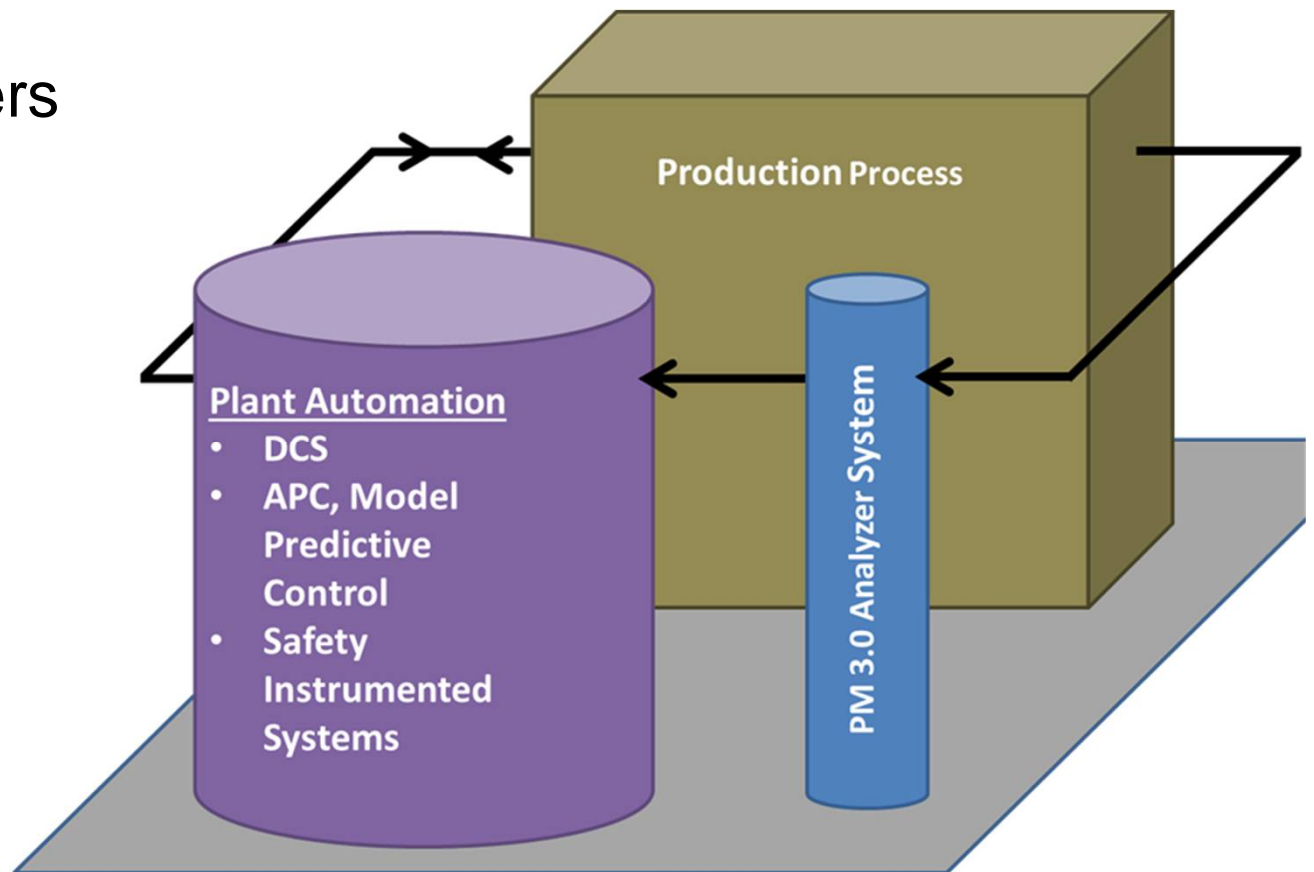 ers
Production Process
Plant Automation
• DCS
• APC, Model
Predictive
Control
• Safety
Instrumented
Systems
PM 3.0 Analyzer System